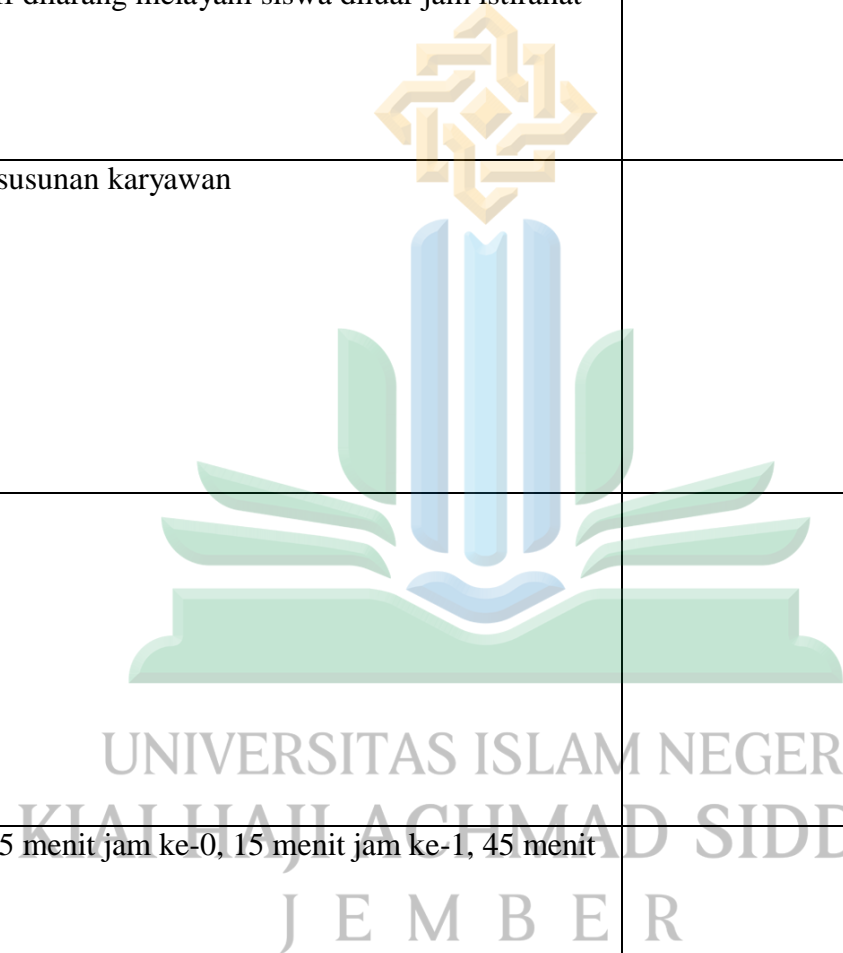 dilarang melayani siswa diluar jam istirahat
susunan karyawan
UNIVERSITAS ISLAM NEGER
5 menit jam ke-0, 15 menit jam ke-1, 45 menit
KIAI HAJI ACHMAD SIDD
JEMBER